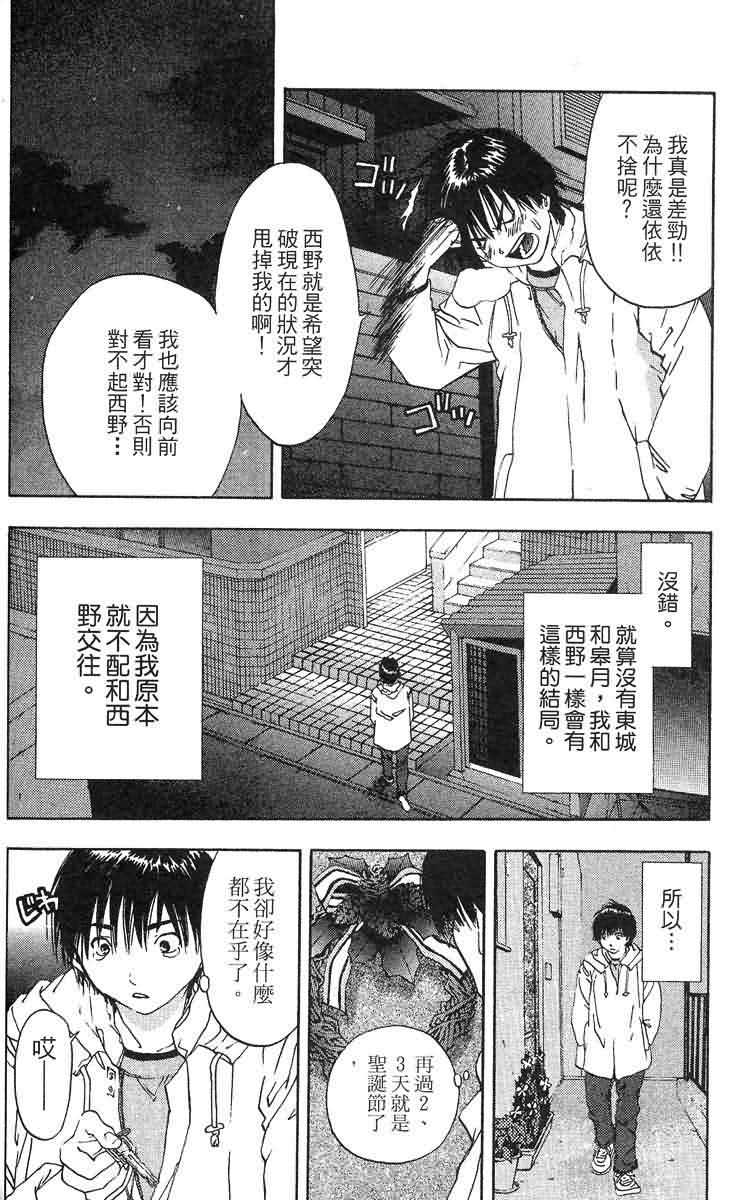 我真是差勁!!
為什麼還依依
不捨呢?
ゴッ
ゴッ
西野就是希望突
破現在的狀況才
甩掉我的啊!
我也應該向前
看才對!否則
對不起西野…
沒錯。
就算沒有東城
和皋月,我和
西野一樣會有
這樣的結局。
因為我原本
就不配和西
野交往。
所以…
再過2、
3天就是
聖誕節了
我卻好像什麼
都不在乎了。
哎—